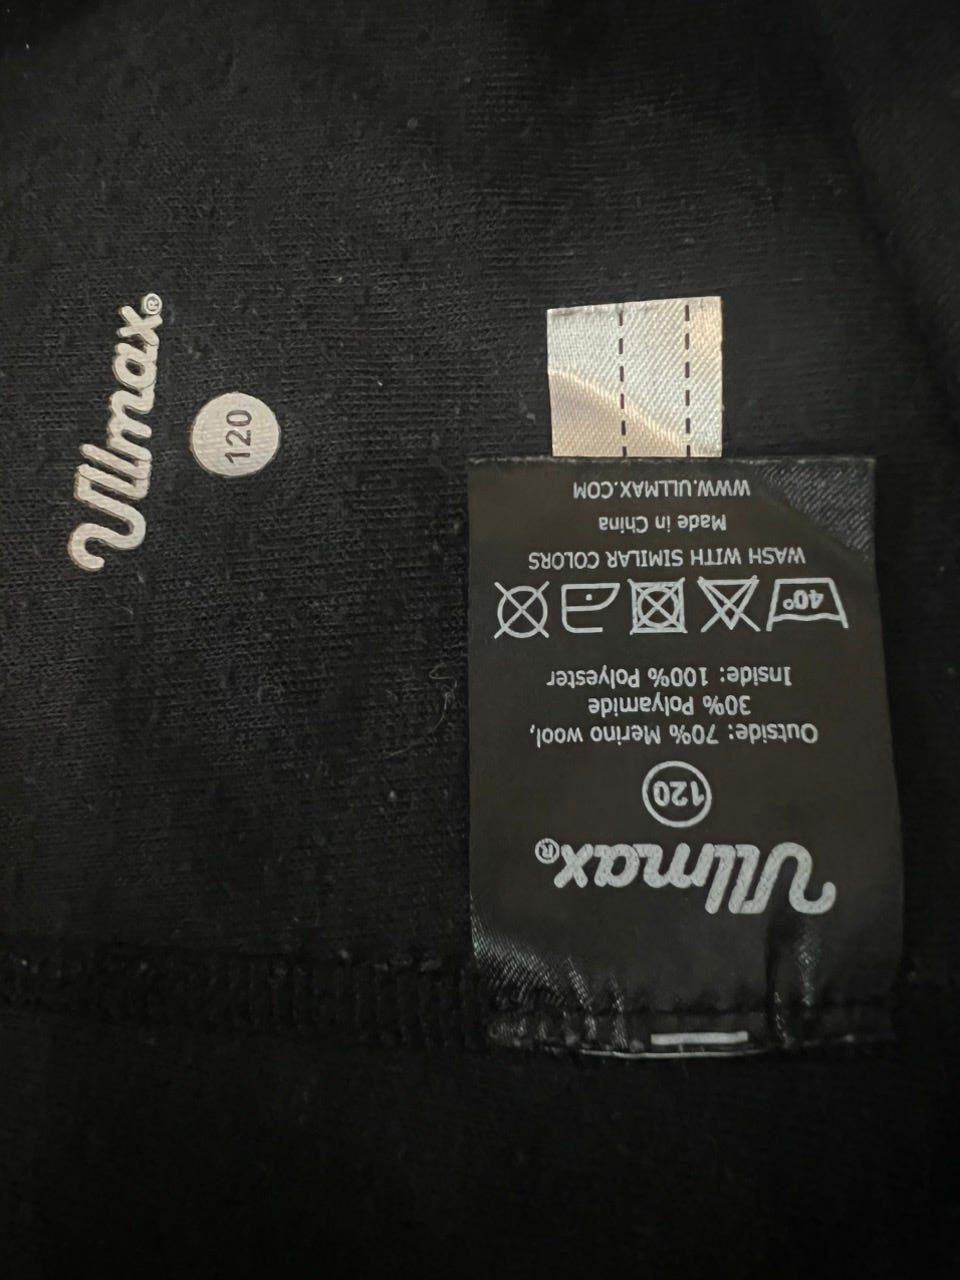 Ullmax®
120
Ullmax®
120
Outside: 70% Merino wool,
30% Polyamide
Inside: 100% Polyester
40°
WASH WITH SIMILAR COLORS
Made in China
WWW.ULLMAX.COM